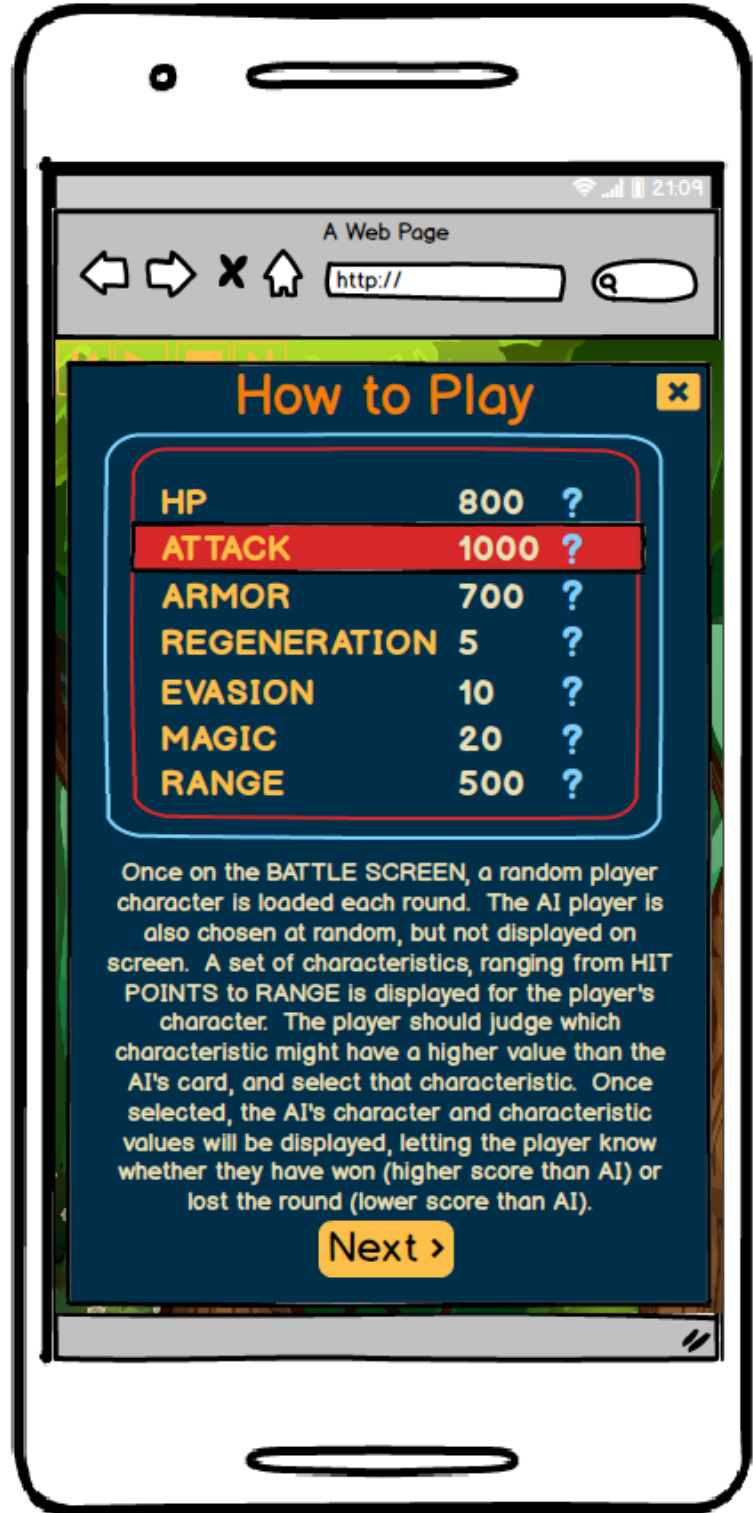 21:09
A Web Page
http://
How to Play
HP 800 ?
ATTACK 1000 ?
ARMOR 700 ?
REGENERATION 5 ?
EVASION 10 ?
MAGIC 20 ?
RANGE 500 ?
Once on the BATTLE SCREEN, a random player
character is loaded each round. The AI player is
also chosen at random, but not displayed on
screen. A set of characteristics, ranging from HIT
POINTS to RANGE is displayed for the player's
character. The player should judge which
characteristic might have a higher value than the
AI's card, and select that characteristic. Once
selected, the AI's character and characteristic
values will be displayed, letting the player know
whether they have won (higher score than AI) or
lost the round (lower score than AI).
Next >